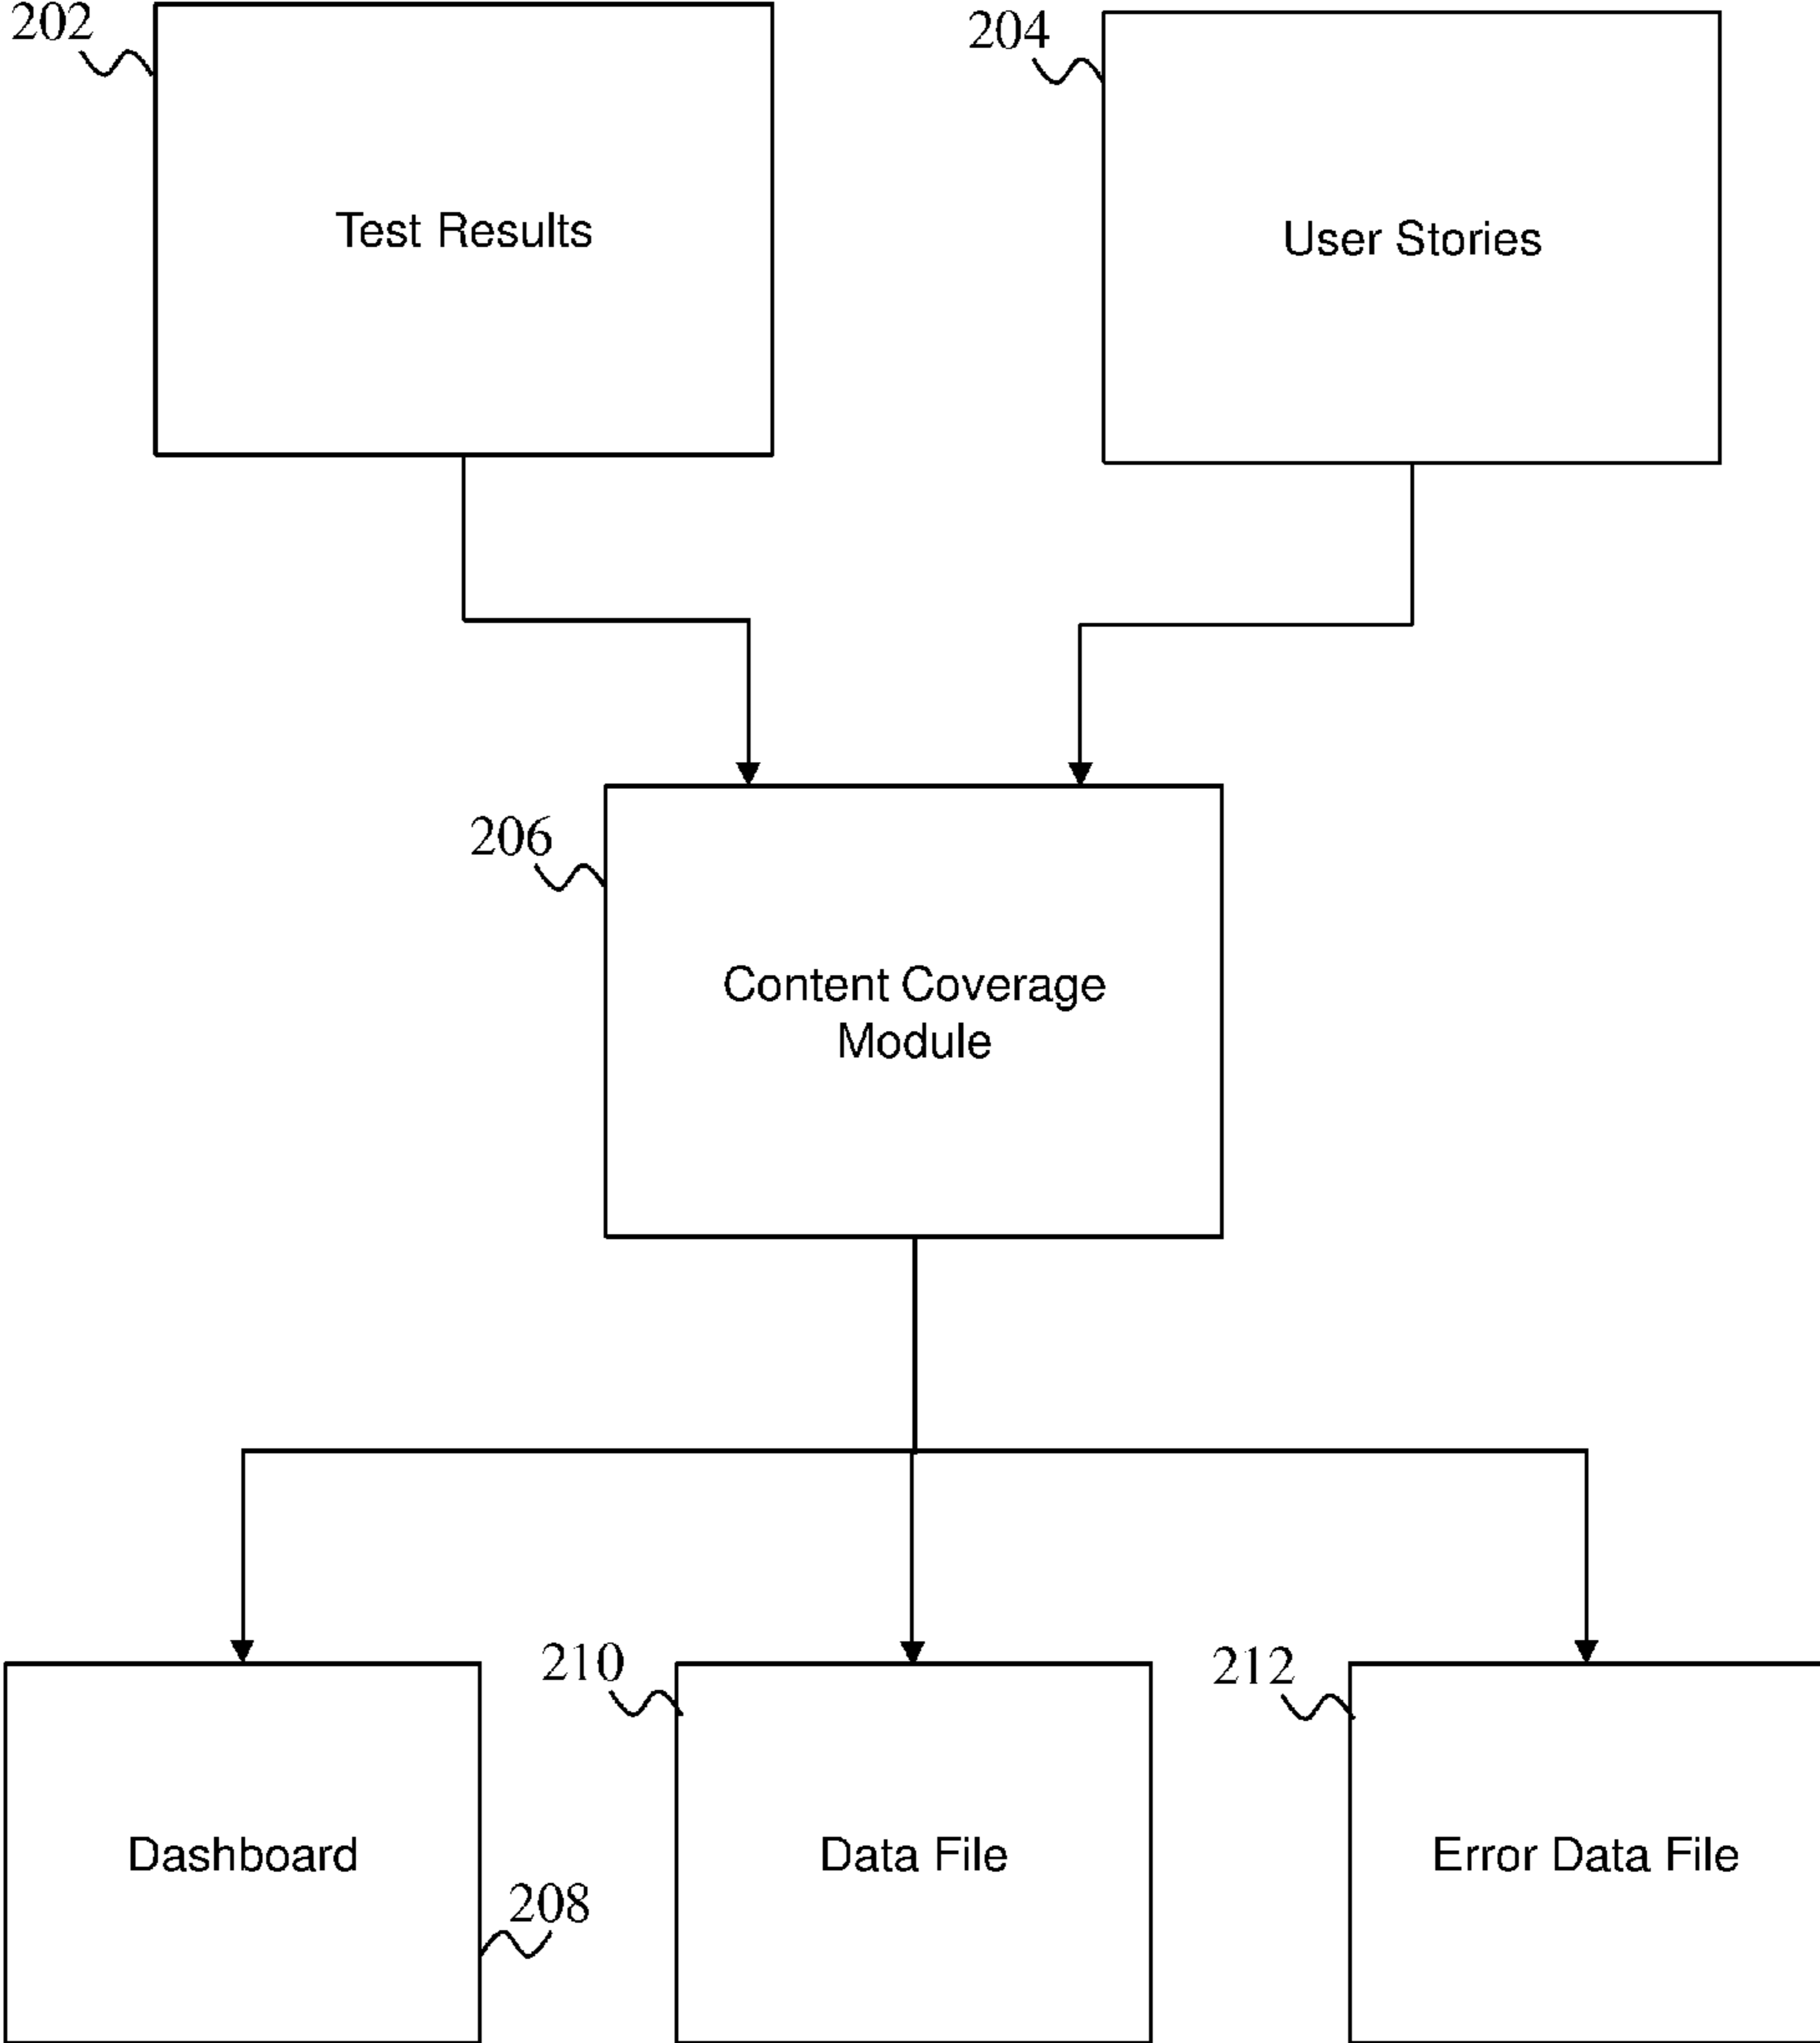 202
204
Test Results
User Stories
206
Content Coverage
Module
210
212
Dashboard
Data File
Error Data File
208